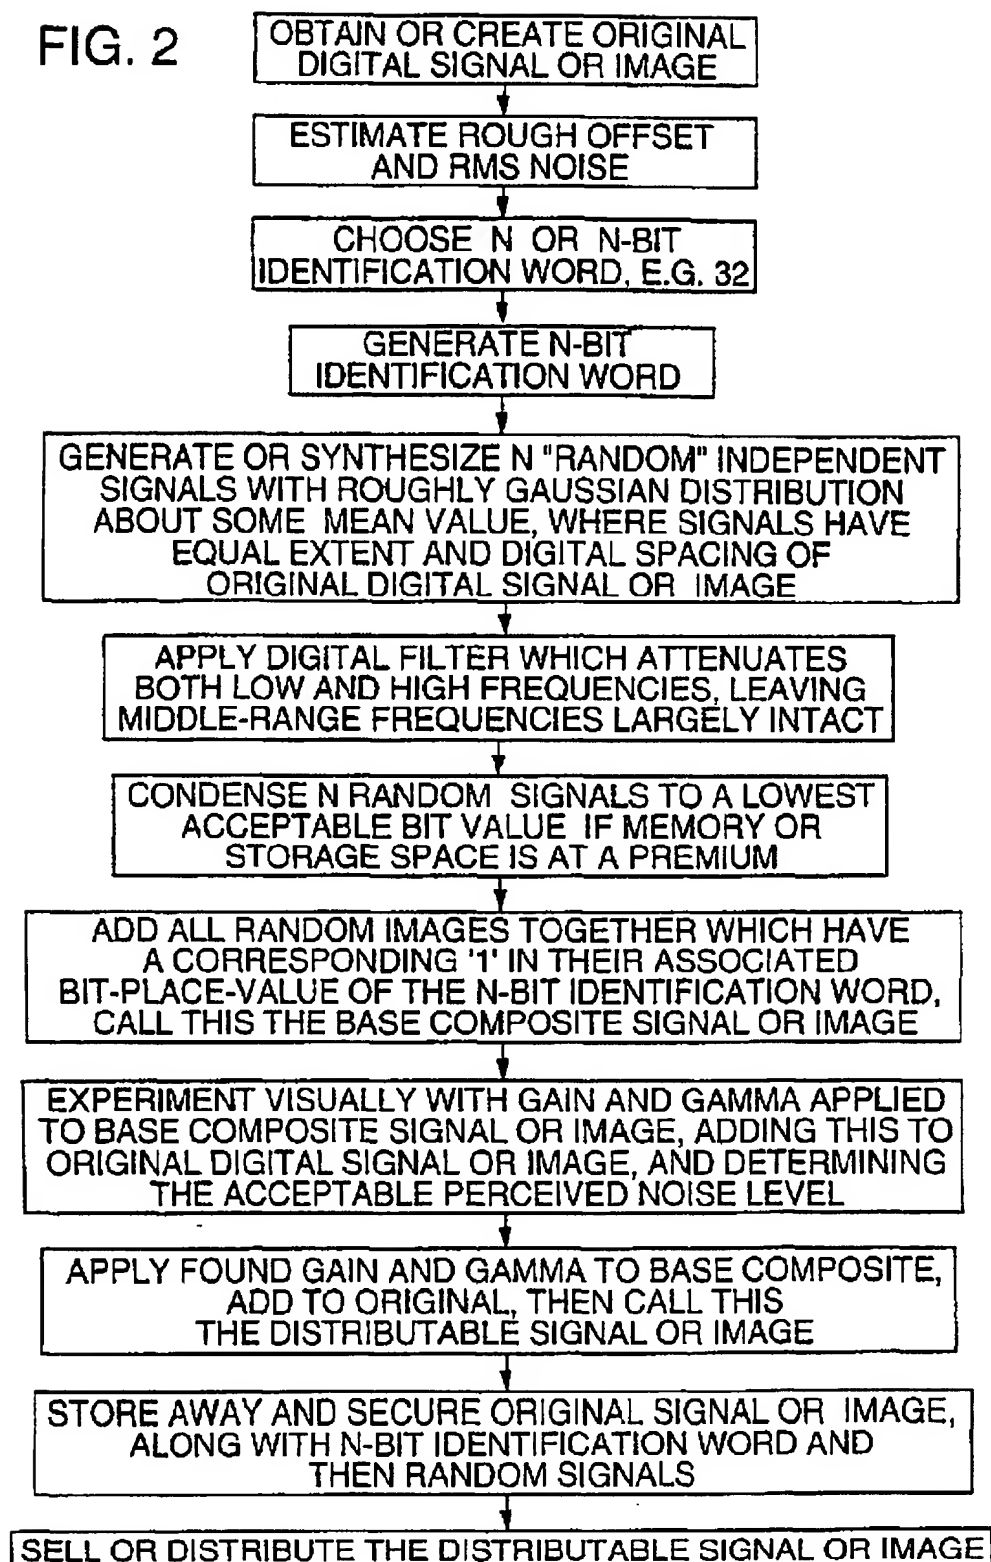 FIG. 2
OBTAIN OR CREATE ORIGINAL
DIGITAL SIGNAL OR IMAGE
ESTIMATE ROUGH OFFSET
AND RMS NOISE
CHOOSE N OR N-BIT
IDENTIFICATION WORD, E.G. 32
GENERATE N-BIT
IDENTIFICATION WORD
GENERATE OR SYNTHESIZE N "RANDOM" INDEPENDENT
SIGNALS WITH ROUGHLY GAUSSIAN DISTRIBUTION
ABOUT SOME MEAN VALUE, WHERE SIGNALS HAVE
EQUAL EXTENT AND DIGITAL SPACING OF
ORIGINAL DIGITAL SIGNAL OR IMAGE
APPLY DIGITAL FILTER WHICH ATTENUATES
BOTH LOW AND HIGH FREQUENCIES, LEAVING
MIDDLE-RANGE FREQUENCIES LARGELY INTACT
CONDENSE N RANDOM SIGNALS TO A LOWEST
ACCEPTABLE BIT VALUE IF MEMORY OR
STORAGE SPACE IS AT A PREMIUM
ADD ALL RANDOM IMAGES TOGETHER WHICH HAVE
A CORRESPONDING '1' IN THEIR ASSOCIATED
BIT-PLACE-VALUE OF THE N-BIT IDENTIFICATION WORD,
CALL THIS THE BASE COMPOSITE SIGNAL OR IMAGE
EXPERIMENT VISUALLY WITH GAIN AND GAMMA APPLIED
TO BASE COMPOSITE SIGNAL OR IMAGE, ADDING THIS TO
ORIGINAL DIGITAL SIGNAL OR IMAGE, AND DETERMINING
THE ACCEPTABLE PERCEIVED NOISE LEVEL
APPLY FOUND GAIN AND GAMMA TO BASE COMPOSITE,
ADD TO ORIGINAL, THEN CALL THIS
THE DISTRIBUTABLE SIGNAL OR IMAGE
STORE AWAY AND SECURE ORIGINAL SIGNAL OR IMAGE,
ALONG WITH N-BIT IDENTIFICATION WORD AND
THEN RANDOM SIGNALS
SELL OR DISTRIBUTE THE DISTRIBUTABLE SIGNAL OR IMAGE